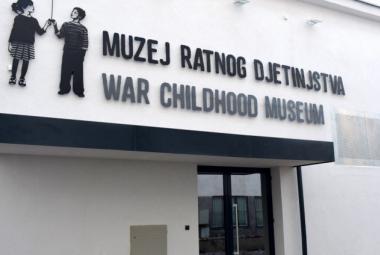 MUZEJ RATNOG DJETINJSTVA
WAR CHILDHOOD MUSEUM